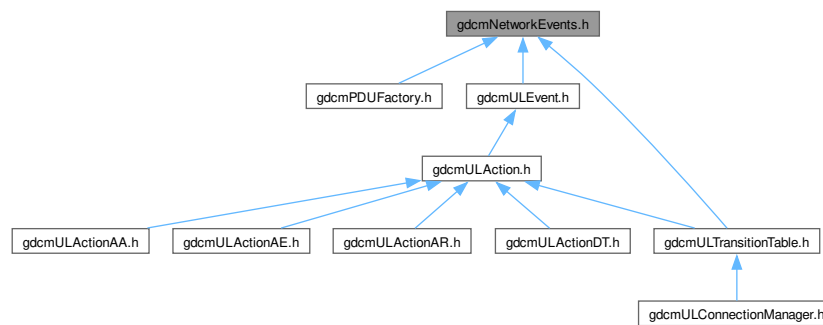 gdcmNetworkEvents.h
gdcmPDUFactory.h
gdcmULEvent.h
gdcmULAction.h
gdcmULActionAA.h
gdcmULActionAE.h
gdcmULActionAR.h
gdcmULActionDT.h
gdcmULTransitionTable.h
gdcmULConnectionManager.h